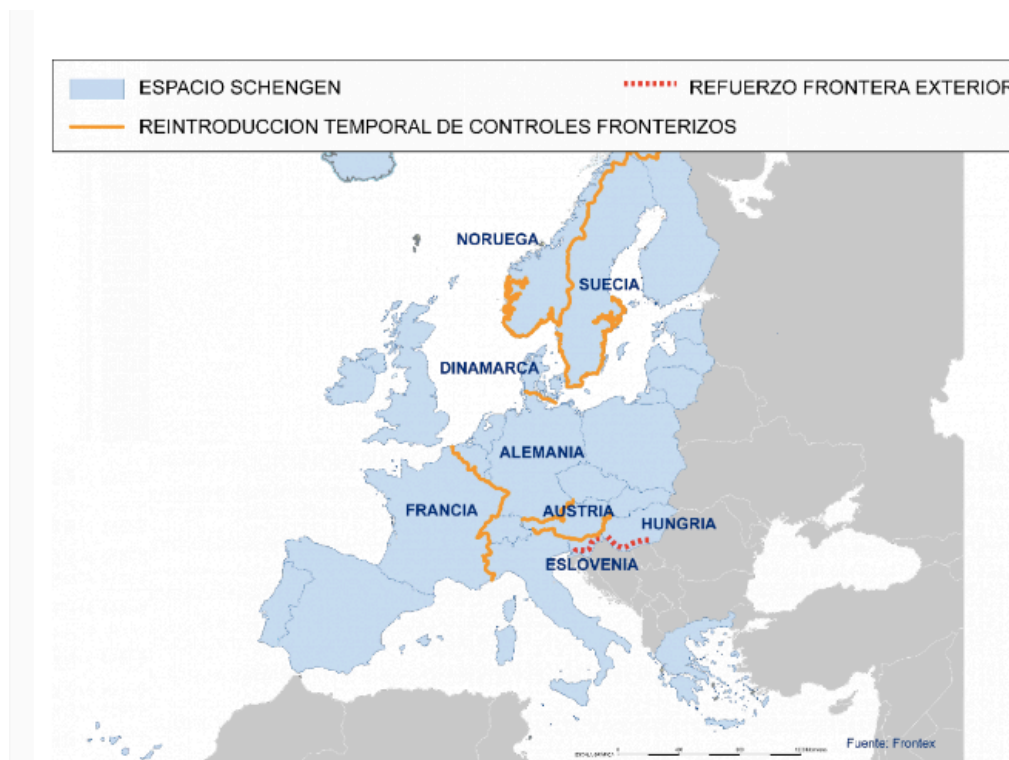 ESPACIO SCHENGEN
REFUERZO FRONTERA EXTERIOR
REINTRODUCCION TEMPORAL DE CONTROLES FRONTERIZOS
NORUEGA
SUECIA
DINAMARCA
ALEMANIA
FRANCIA
AUSTRIA
HUNGRIA
ESLOVENIA
Fuente: Frontex